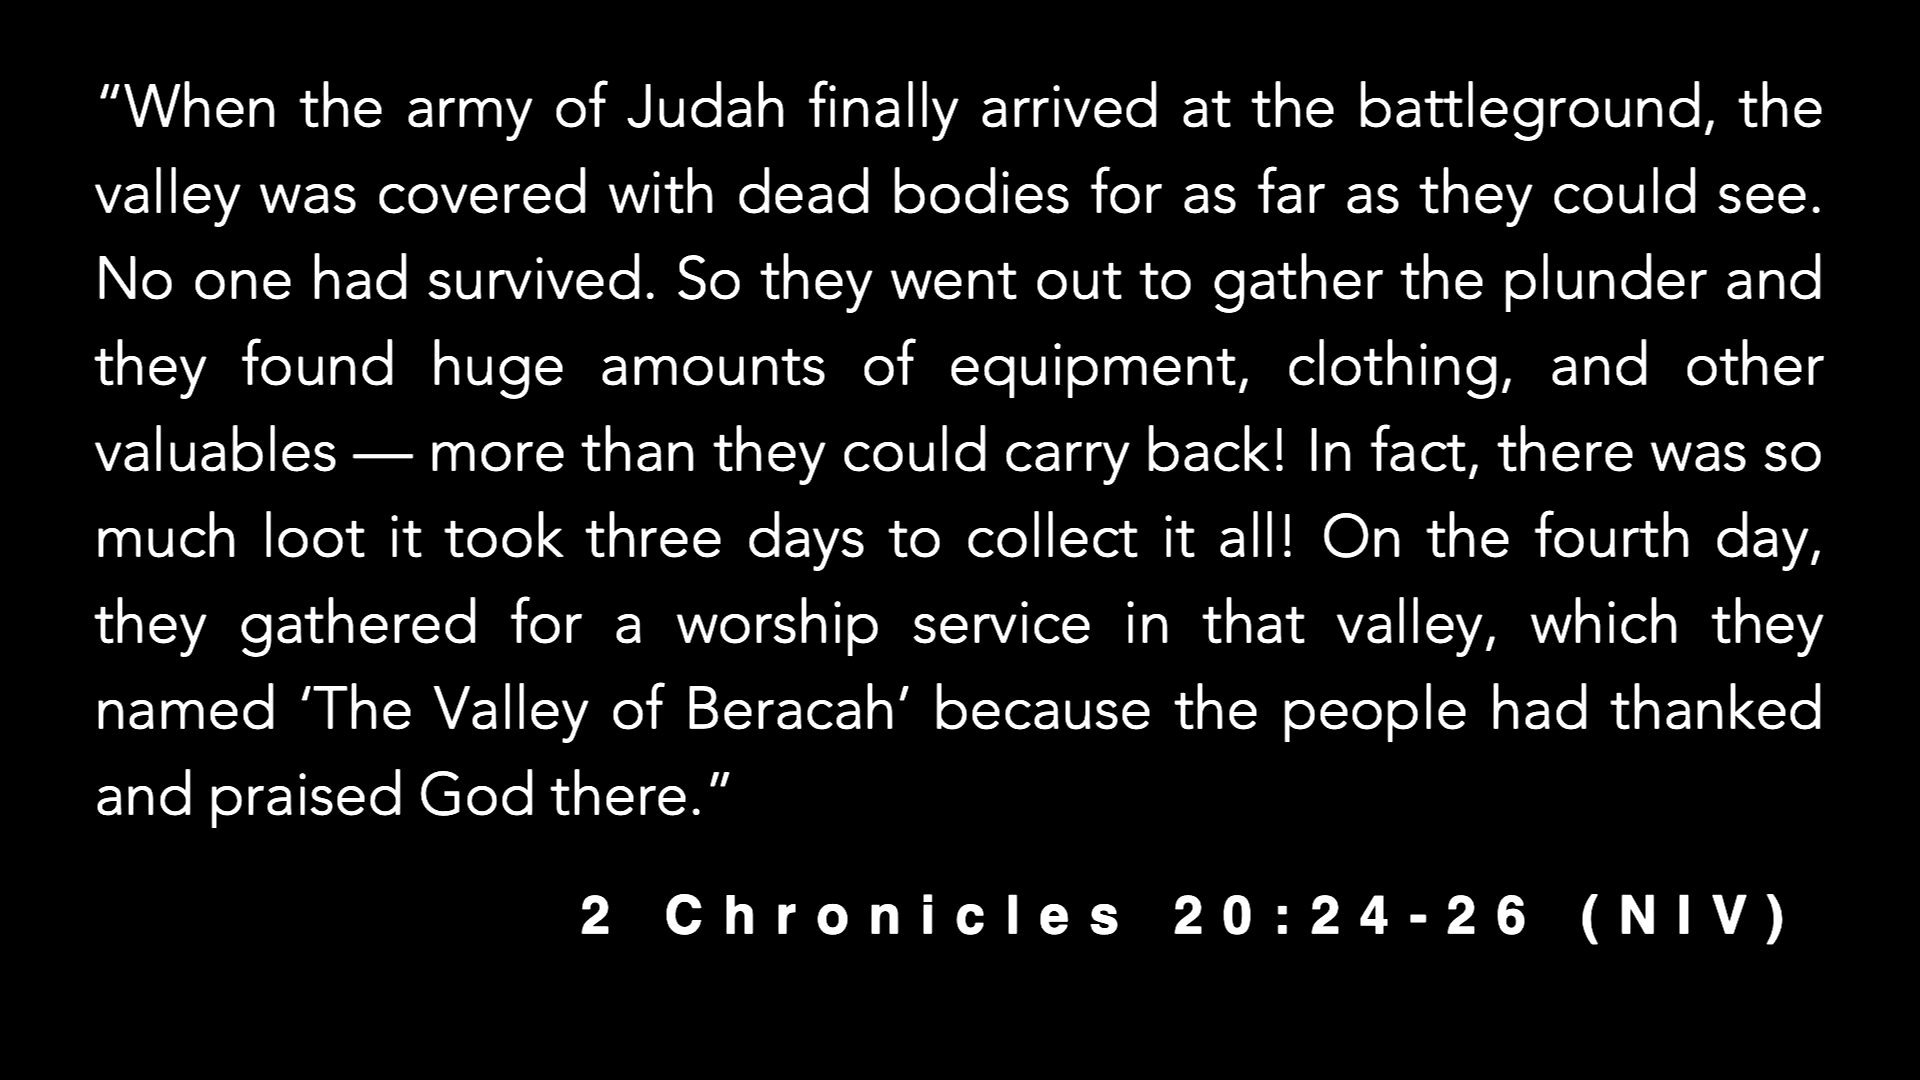 “When the army of Judah finally arrived at the battleground, the
valley was covered with dead bodies for as far as they could see.
No one had survived. So they went out to gather the plunder and
they found huge amounts of equipment, clothing, and other
valuables — more than they could carry back! In fact, there was so
much loot it took three days to collect it all! On the fourth day,
they gathered for a worship service in that valley, which they
named ‘The Valley of Beracah’ because the people had thanked
and praised God there.”
2 Chronicles 20:24-26 (NIV)